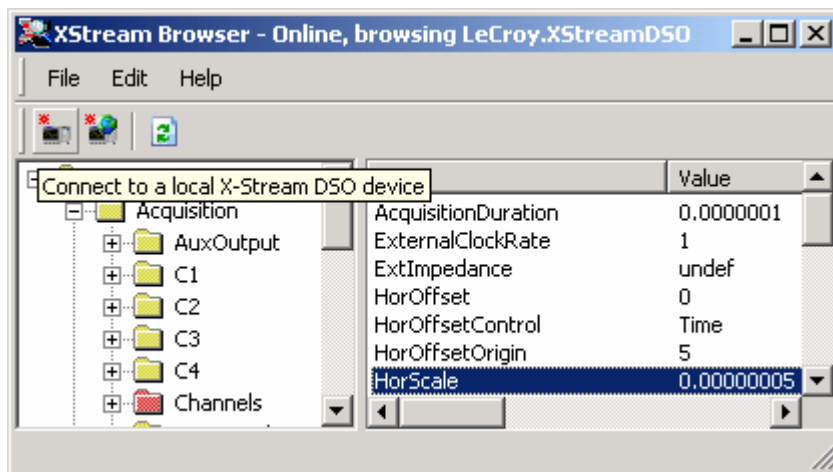 XStream Browser - Online, browsing LeCroy.XStreamDSO
File Edit Help
Connect to a local X-Stream DSO device
Value
Acquisition
AuxOutput
C1
C2
C3
C4
Channels
AcquisitionDuration 0.0000001
ExternalClockRate 1
ExtImpedance undef
HorOffset 0
HorOffsetControl Time
HorOffsetOrigin 5
HorScale 0.00000005